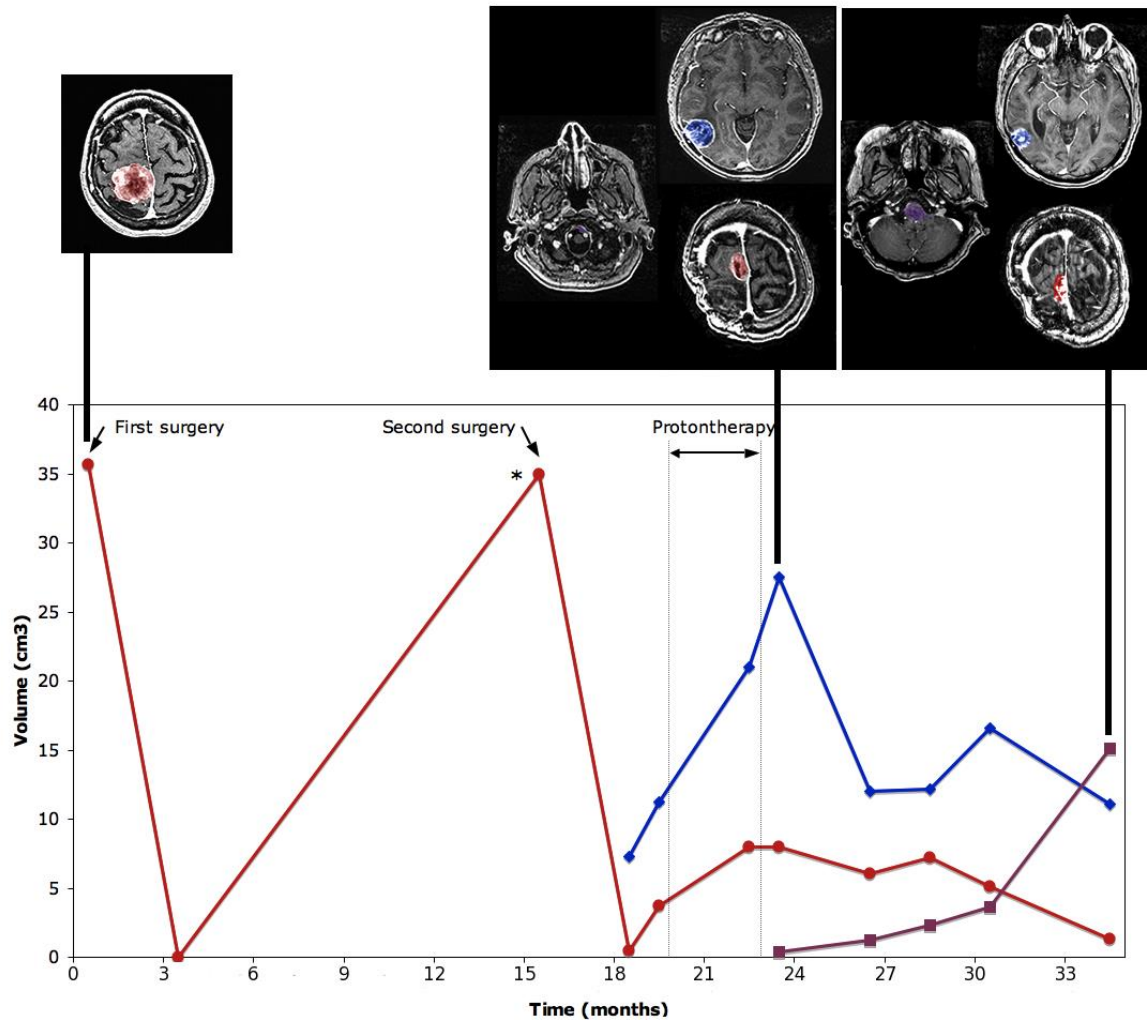 40
35
30
25
20
15
10
5
0
Volume (cm3)
First surgery
Second surgery
*
Protontherapy
0 3 6 9 12 15 18 21 24 27 30 33
Time (months)